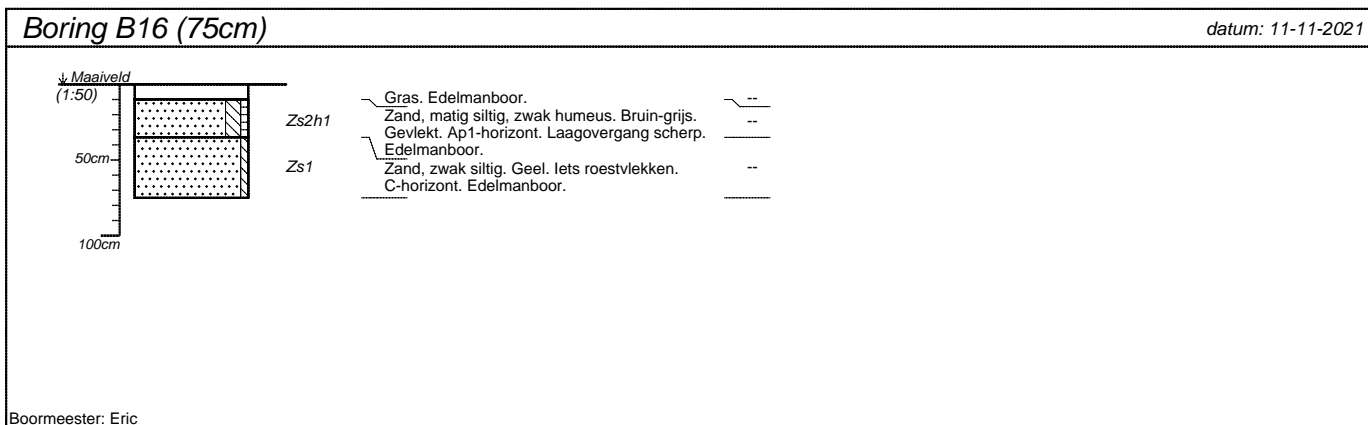 Boring B16 (75cm)
datum: 11-11-2021
Maaiveld
(1:50)
Gras. Edelmanboor.
--
Zs2h1
Zand, matig siltig, zwak humeus. Bruin-grijs.
Gevlekt. Ap1-horizont. Laagovergang scherp.
Edelmanboor.
--
50cm
Zs1
Zand, zwak siltig. Geel. Iets roestvlekken.
C-horizont. Edelmanboor.
--
100cm
Boormeester: Eric